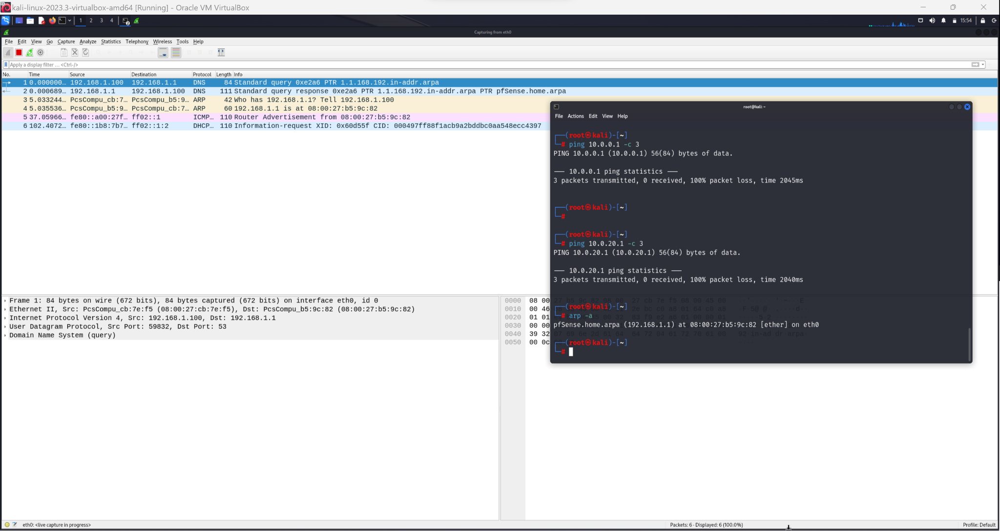 kali-linux-2023.3-virtualbox-amd64 [Running] - Oracle VM VirtualBox
1 2 3 4 2 15:54
Capturing from eth0
File Edit View Go Capture Analyze Statistics Telephony Wireless Tools Help
Apply a display filter ... <Ctrl-/>
No. Time Source Destination Protocol Length Info
1 0.000000… 192.168.1.100 192.168.1.1 DNS 84 Standard query 0xe2a6 PTR 1.1.168.192.in-addr.arpa
2 0.000689… 192.168.1.1 192.168.1.100 DNS 111 Standard query response 0xe2a6 PTR 1.1.168.192.in-addr.arpa PTR pfSense.home.arpa
3 5.033244… PcsCompu_cb:7… PcsCompu_b5:9… ARP 42 Who has 192.168.1.1? Tell 192.168.1.100
4 5.035536… PcsCompu_b5:9… PcsCompu_cb:7… ARP 60 192.168.1.1 is at 08:00:27:b5:9c:82
5 37.05966… fe80::a00:27f… ff02::1 ICMP… 110 Router Advertisement from 08:00:27:b5:9c:82
6 102.4072… fe80::1b8:7b7… ff02::1:2 DHCP… 110 Information-request XID: 0x60d55f CID: 000497ff88f1acb9a2bddbc0aa548ecc4397
root@kali: ~
File Actions Edit View Help
(root㉿kali)-[~]
# ping 10.0.0.1 -c 3
PING 10.0.0.1 (10.0.0.1) 56(84) bytes of data.
— 10.0.0.1 ping statistics —
3 packets transmitted, 0 received, 100% packet loss, time 2045ms
(root㉿kali)-[~]
#
(root㉿kali)-[~]
# ping 10.0.20.1 -c 3
PING 10.0.20.1 (10.0.20.1) 56(84) bytes of data.
— 10.0.20.1 ping statistics —
3 packets transmitted, 0 received, 100% packet loss, time 2040ms
(root㉿kali)-[~]
# arp -a
pfSense.home.arpa (192.168.1.1) at 08:00:27:b5:9c:82 [ether] on eth0
(root㉿kali)-[~]
#
Frame 1: 84 bytes on wire (672 bits), 84 bytes captured (672 bits) on interface eth0, id 0
Ethernet II, Src: PcsCompu_cb:7e:f5 (08:00:27:cb:7e:f5), Dst: PcsCompu_b5:9c:82 (08:00:27:b5:9c:82)
Internet Protocol Version 4, Src: 192.168.1.100, Dst: 192.168.1.1
User Datagram Protocol, Src Port: 59832, Dst Port: 53
Domain Name System (query)
0000 08 00 27 b5 9c 82 08 00 27 cb 7e f5 08 00 45 00
0010 00 46
0020 01 01
0030 00 00
0040 39 32
0050 00 0c
eth0: <live capture in progress>
Packets: 6 · Displayed: 6 (100.0%)
Profile: Default